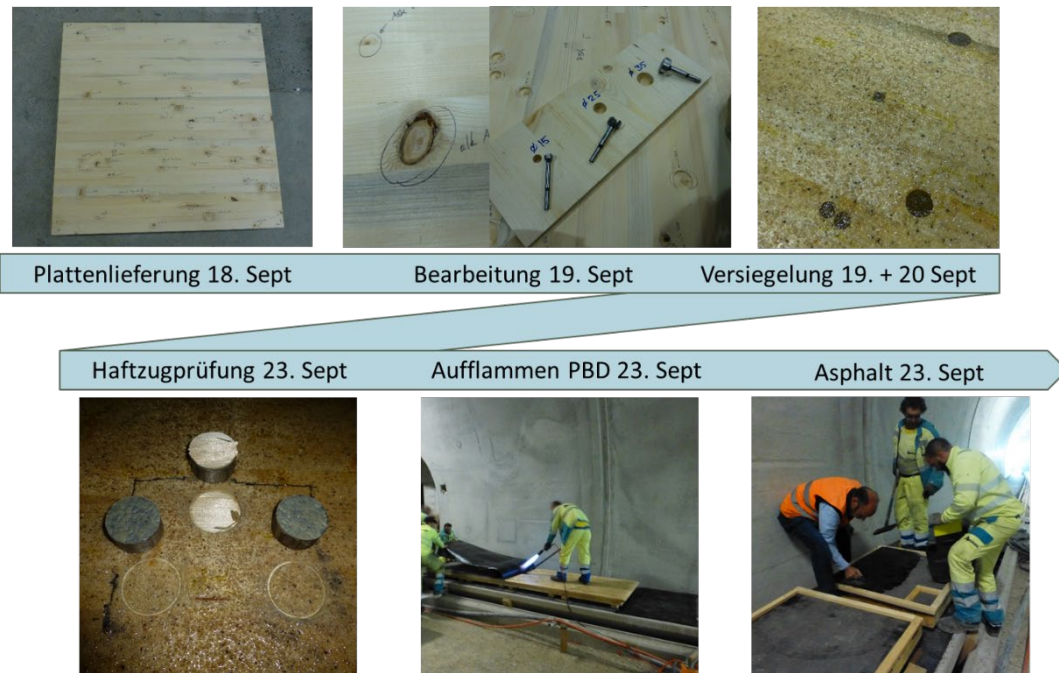 ø15
ø25
ø35
Plattenlieferung 18. Sept
Bearbeitung 19. Sept
Versiegelung 19. + 20 Sept
Haftzugprüfung 23. Sept
Aufflammen PBD 23. Sept
Asphalt 23. Sept